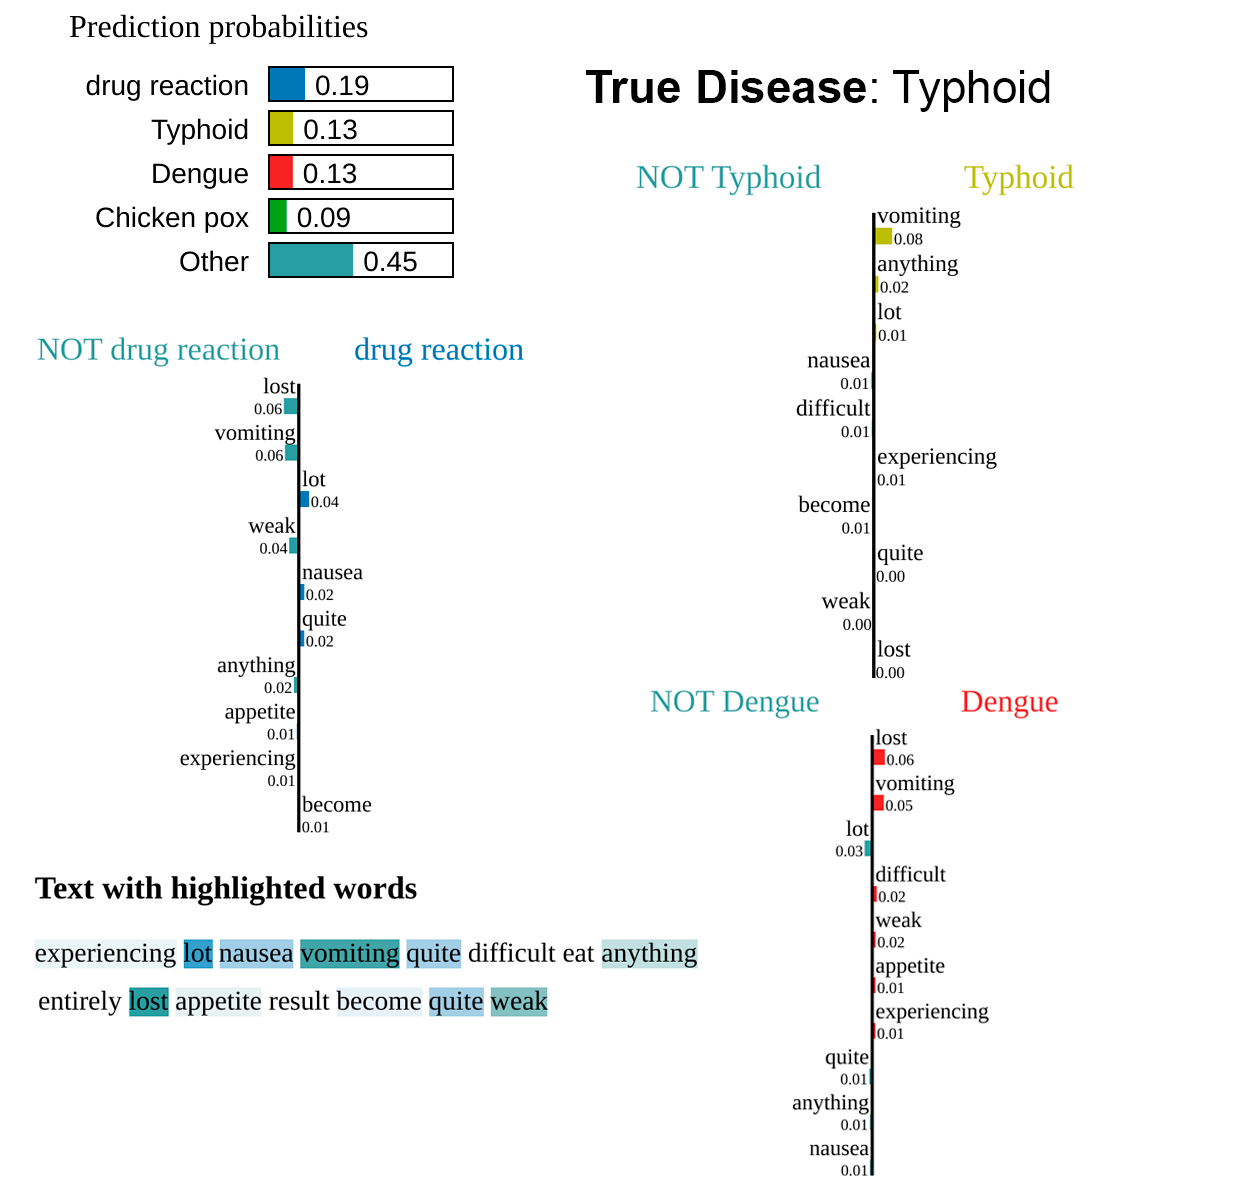 Prediction probabilities
drug reaction 0.19
Typhoid 0.13
Dengue 0.13
Chicken pox 0.09
Other 0.45
True Disease: Typhoid
NOT drug reaction drug reaction
lost
0.06
vomiting
0.06
lot
0.04
weak
0.04
nausea
0.02
quite
0.02
anything
0.02
appetite
0.01
experiencing
0.01
become
0.01
NOT Typhoid Typhoid
vomiting
0.08
anything
0.02
lot
0.01
nausea
0.01
difficult
0.01
experiencing
0.01
become
0.01
quite
0.00
weak
0.00
lost
0.00
NOT Dengue Dengue
lost
0.06
vomiting
0.05
lot
0.03
difficult
0.02
weak
0.02
appetite
0.01
experiencing
0.01
quite
0.01
anything
0.01
nausea
0.01
Text with highlighted words
experiencing lot nausea vomiting quite difficult eat anything
entirely lost appetite result become quite weak